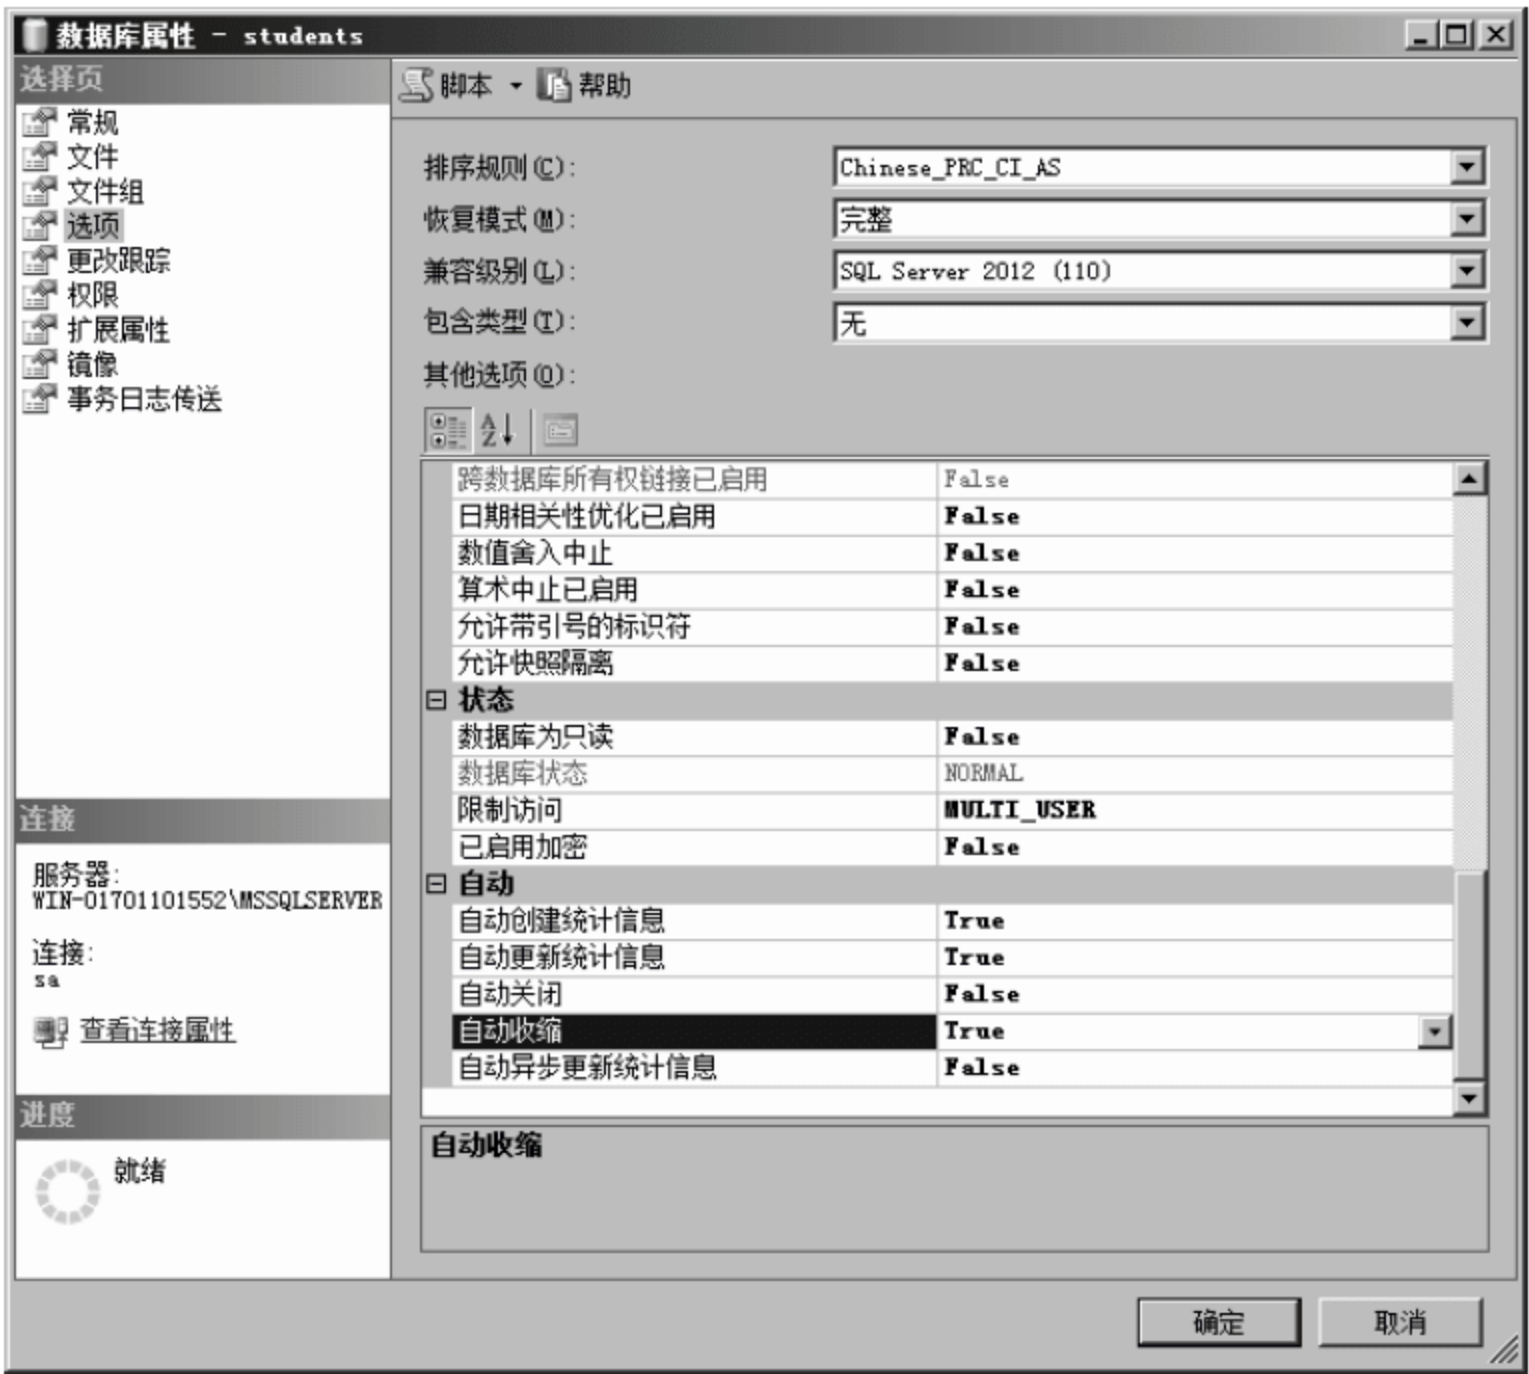 数据库属性 - students
选择页
常规
文件
文件组
选项
更改跟踪
权限
扩展属性
镜像
事务日志传送
连接
服务器:
WIN-01701101552\MSSQLSERVER
连接:
sa
查看连接属性
进度
就绪
脚本 帮助
排序规则(C): Chinese_PRC_CI_AS
恢复模式(M): 完整
兼容级别(L): SQL Server 2012 (110)
包含类型(T): 无
其他选项(O):
跨数据库所有权链接已启用 False
日期相关性优化已启用 False
数值舍入中止 False
算术中止已启用 False
允许带引号的标识符 False
允许快照隔离 False
状态
数据库为只读 False
数据库状态 NORMAL
限制访问 MULTI_USER
已启用加密 False
自动
自动创建统计信息 True
自动更新统计信息 True
自动关闭 False
自动收缩 True
自动异步更新统计信息 False
自动收缩
确定 取消